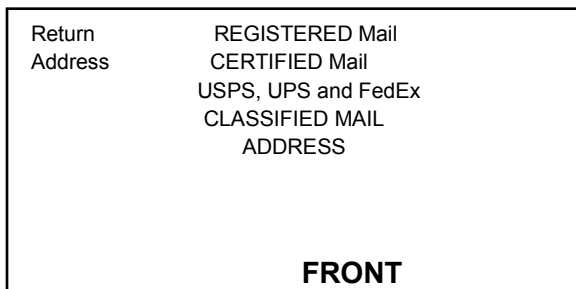 Return REGISTERED Mail
Address CERTIFIED Mail
USPS, UPS and FedEx
CLASSIFIED MAIL
ADDRESS
FRONT